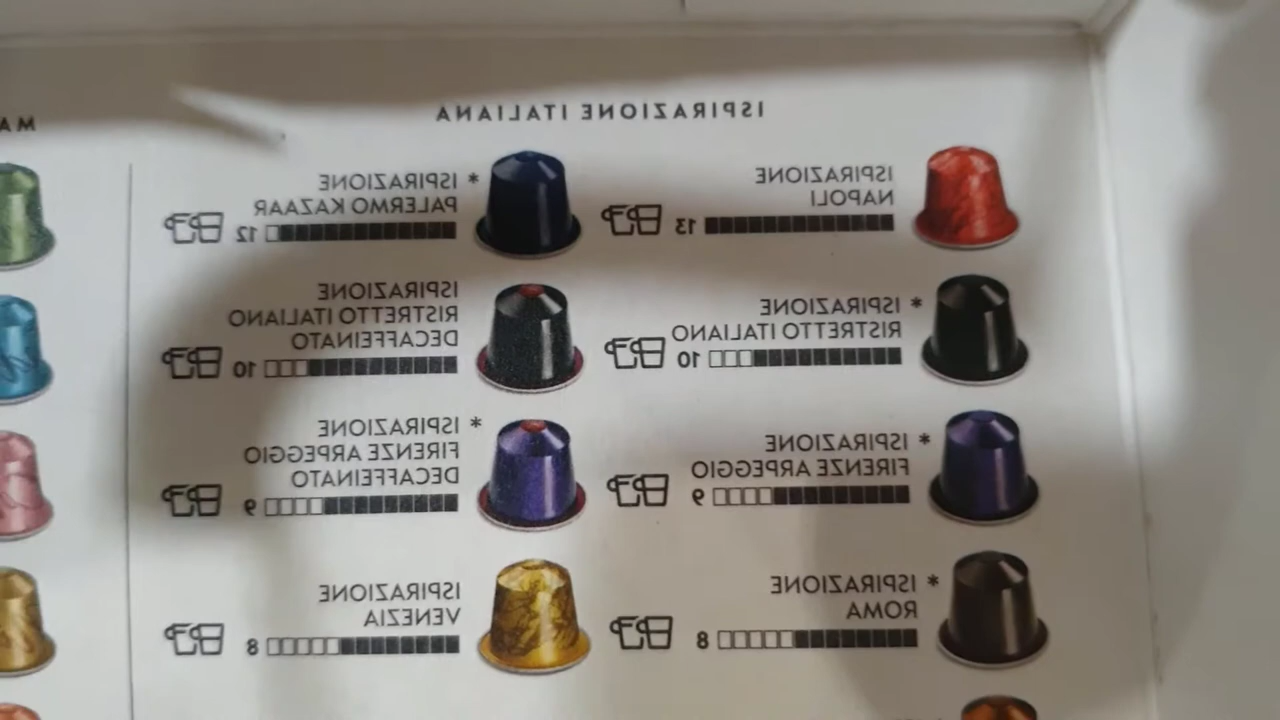 ISPIRAZIONE ITALIANA
ISPIRAZIONE
NAPOLI
13
* ISPIRAZIONE
PALERMO KAZAAR
12
* ISPIRAZIONE
RISTRETTO ITALIANO
10
ISPIRAZIONE
RISTRETTO ITALIANO
DECAFFEINATO
10
* ISPIRAZIONE
FIRENZE ARPEGGIO
9
* ISPIRAZIONE
FIRENZE ARPEGGIO
DECAFFEINATO
9
* ISPIRAZIONE
ROMA
8
ISPIRAZIONE
VENEZIA
8
MA